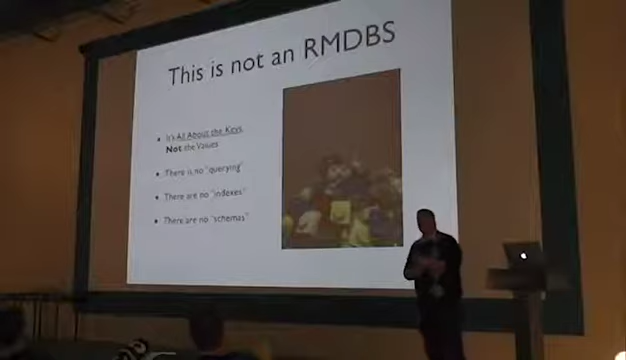 This is not an RMDBS
It's All About the Keys,
Not the Values
There is no "querying"
There are no "indexes"
There are no "schemas"